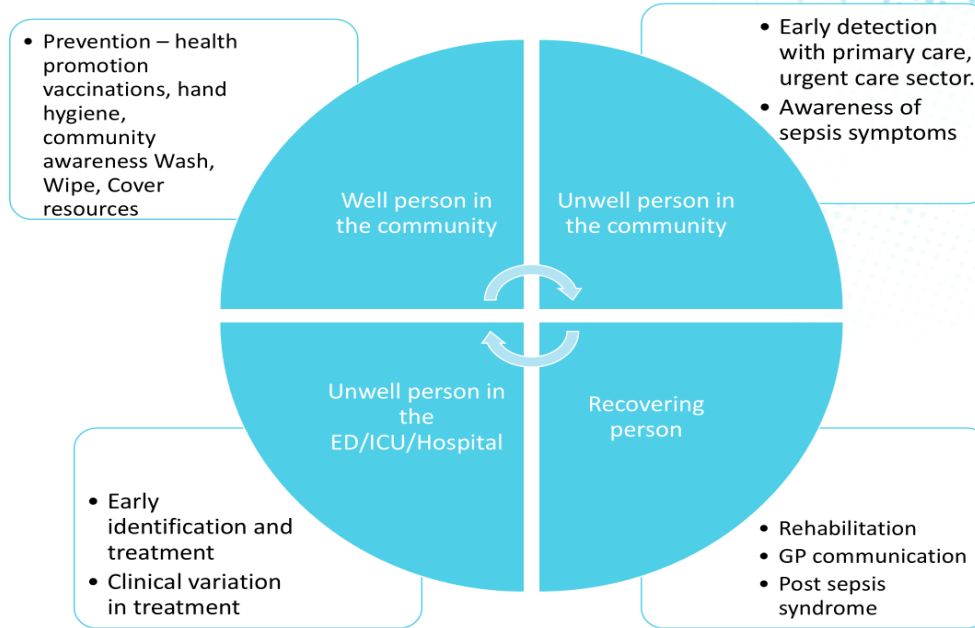 • Prevention – health
promotion
vaccinations, hand
hygiene,
community
awareness Wash,
Wipe, Cover
resources
• Early detection
with primary care,
urgent care sector.
• Awareness of
sepsis symptoms
Well person in
the community
Unwell person in
the community
Unwell person in
the
ED/ICU/Hospital
Recovering
person
• Early
identification and
treatment
• Clinical variation
in treatment
• Rehabilitation
• GP communication
• Post sepsis
syndrome